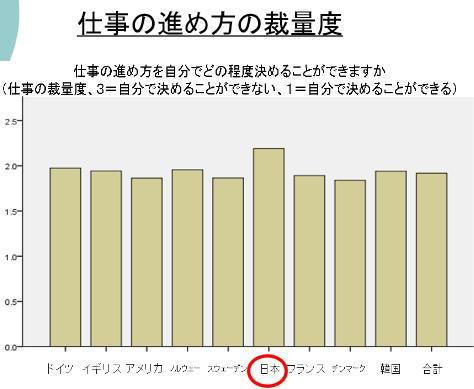 仕事の進め方の裁量度
仕事の進め方を自分でどの程度決めることができますか
（仕事の裁量度、3＝自分で決めることができない、1＝自分で決めることができる）
2.5
2.0
1.5
1.0
0.5
0.0
ドイツ イギリス アメリカ ノルウェー スウェーデン 日本 フランス デンマーク 韓国 合計